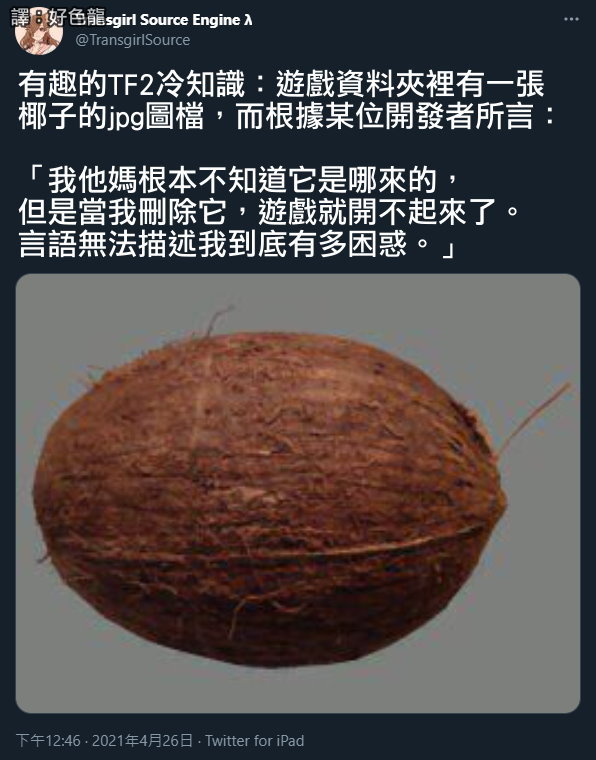 譯：好色龍
Transgirl Source Engine λ
@TransgirlSource
有趣的TF2冷知識：遊戲資料夾裡有一張
椰子的jpg圖檔，而根據某位開發者所言：
「我他媽根本不知道它是哪來的，
但是當我刪除它，遊戲就開不起來了。
言語無法描述我到底有多困惑。」
下午12:46 · 2021年4月26日 · Twitter for iPad